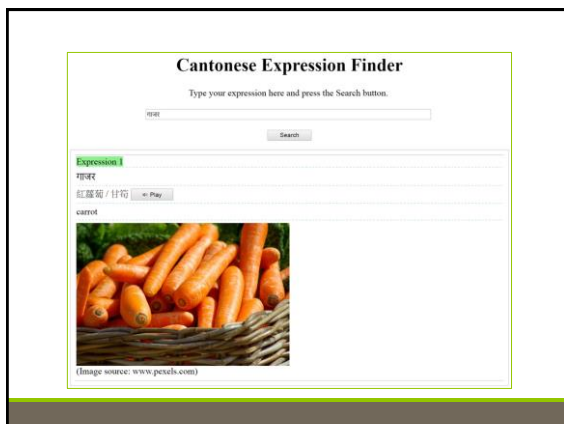 Cantonese Expression Finder
Type your expression here and press the Search button.
गाजर
Search
Expression 1
गाजर
紅蘿蔔 / 甘筍 Play
carrot
(Image source: www.pexels.com)